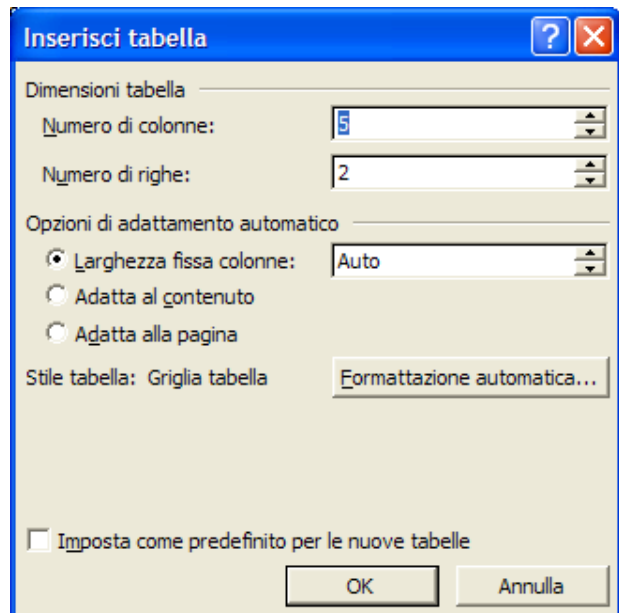 Inserisci tabella
Dimensioni tabella
Numero di colonne: 5
Numero di righe: 2
Opzioni di adattamento automatico
Larghezza fissa colonne: Auto
Adatta al contenuto
Adatta alla pagina
Stile tabella: Griglia tabella Formattazione automatica...
Imposta come predefinito per le nuove tabelle
OK Annulla